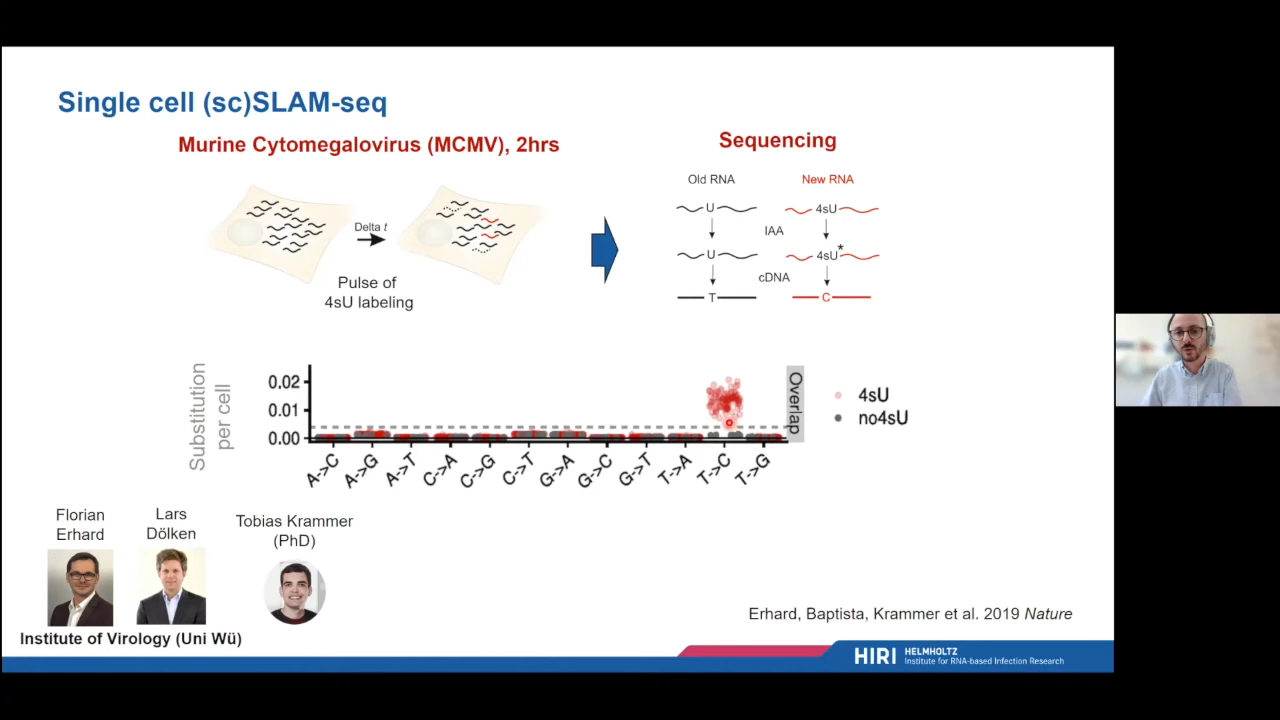 Single cell (sc)SLAM-seq
Murine Cytomegalovirus (MCMV), 2hrs
Sequencing
Old RNA
New RNA
U
4sU
Delta t
IAA
U
4sU*
Pulse of
4sU labeling
cDNA
T
C
Substitution
per cell
0.02
0.01
0.00
Overlap
4sU
no4sU
A->C
A->G
A->T
C->A
C->G
C->T
G->A
G->C
G->T
T->A
T->C
T->G
Florian
Erhard
Lars
Dölken
Tobias Krammer
(PhD)
Institute of Virology (Uni Wü)
Erhard, Baptista, Krammer et al. 2019 Nature
HIRI
HELMHOLTZ
Institute for RNA-based Infection Research